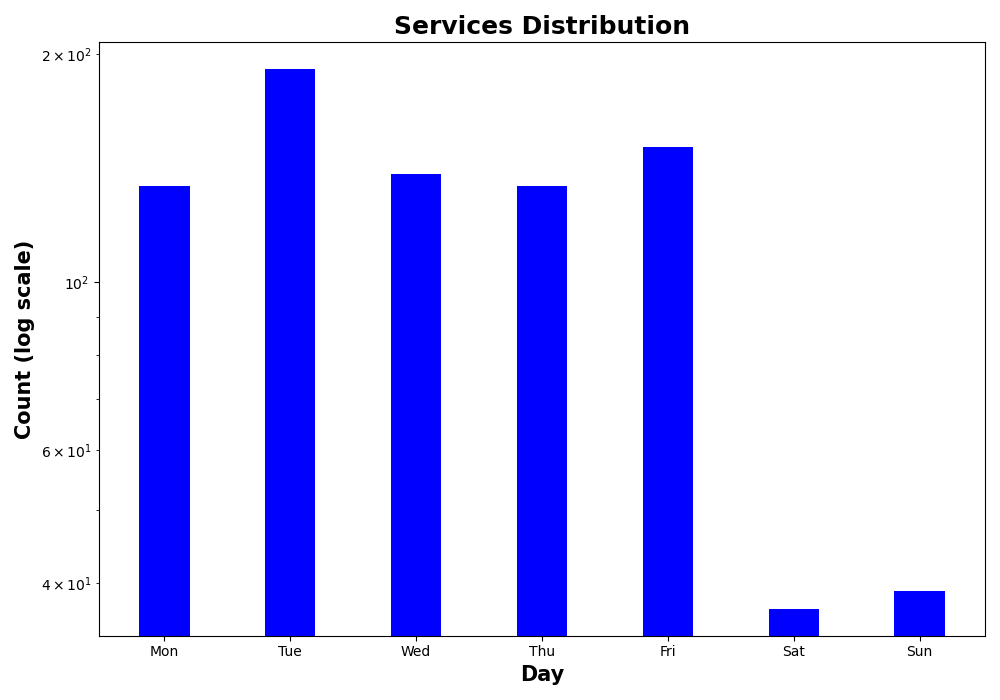 Services Distribution
Count (log scale)
2 × 10²
10²
6 × 10¹
4 × 10¹
Mon Tue Wed Thu Fri Sat Sun
Day